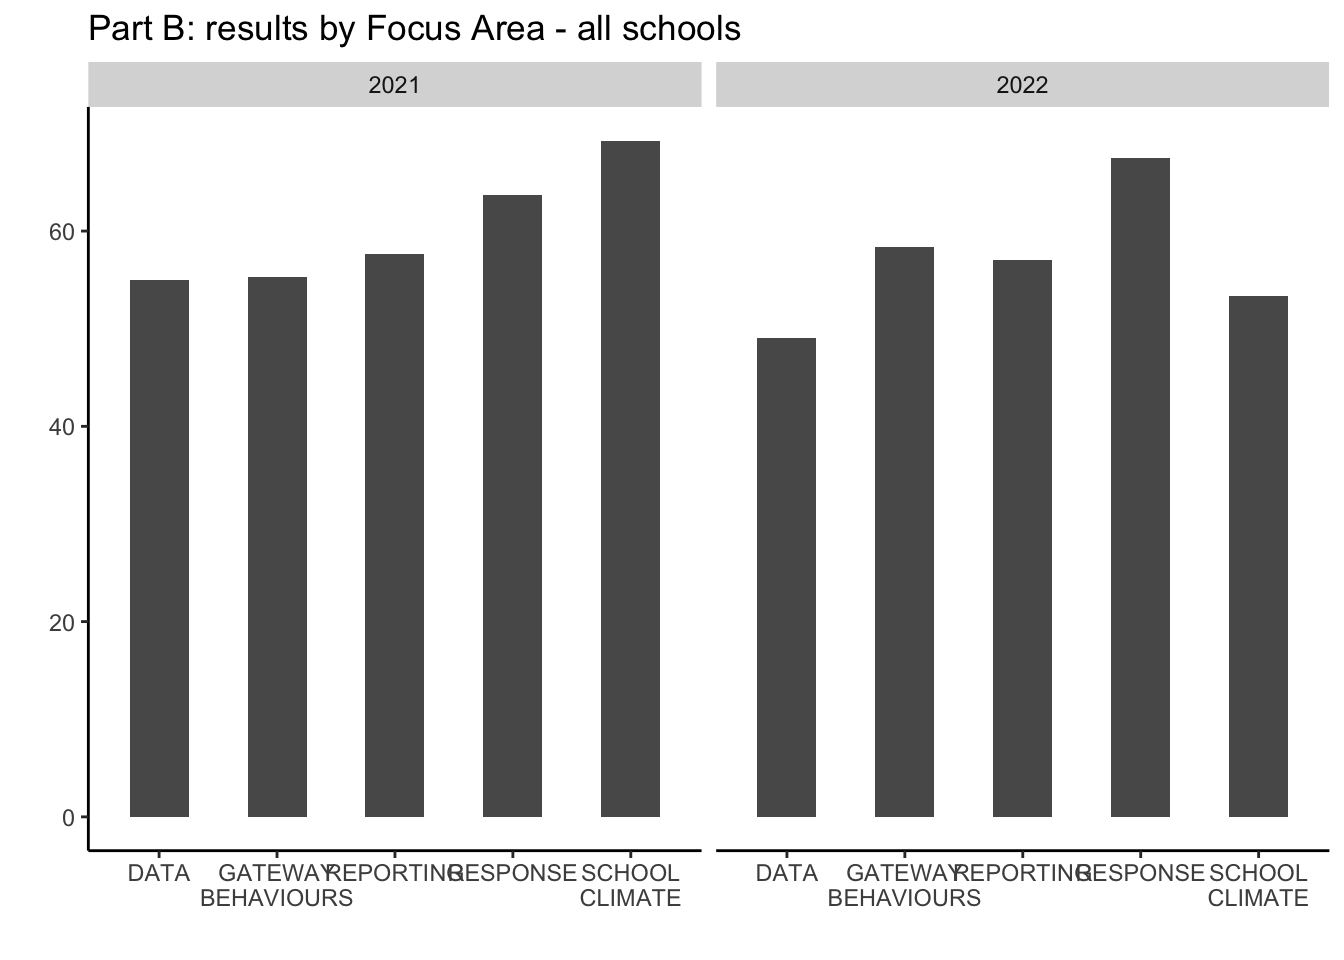 Part B: results by Focus Area - all schools
2021
2022
60
40
20
0
DATA
GATEWAY
BEHAVIOURS
REPORTING
RESPONSE
SCHOOL
CLIMATE
DATA
GATEWAY
BEHAVIOURS
REPORTING
RESPONSE
SCHOOL
CLIMATE